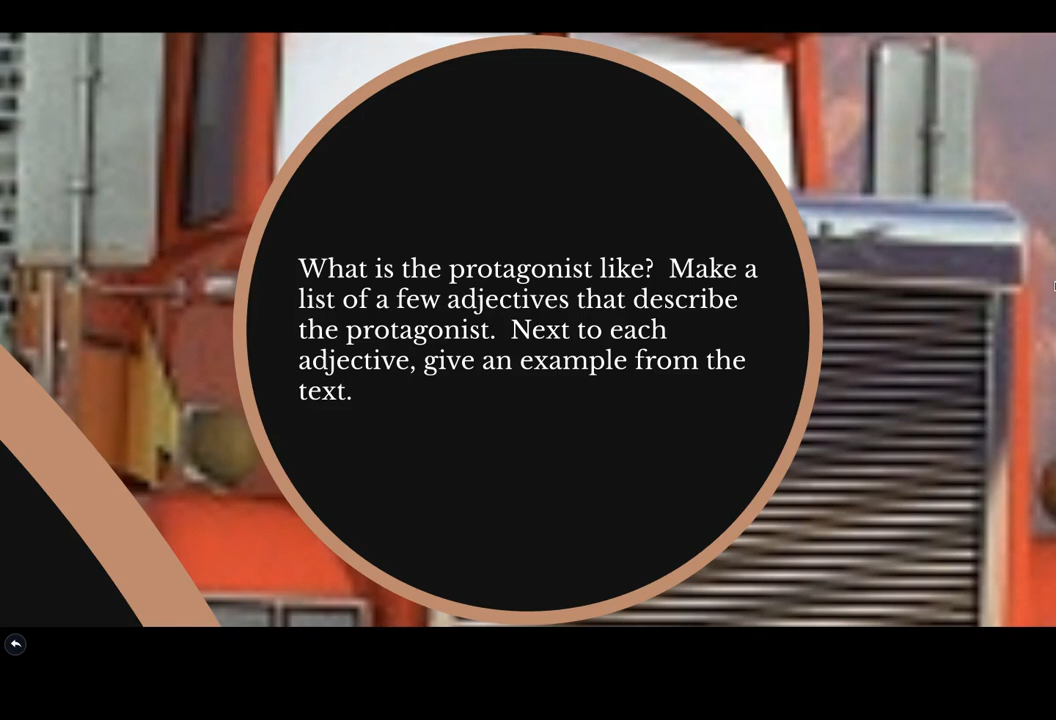 What is the protagonist like?  Make a
list of a few adjectives that describe
the protagonist.  Next to each
adjective, give an example from the
text.